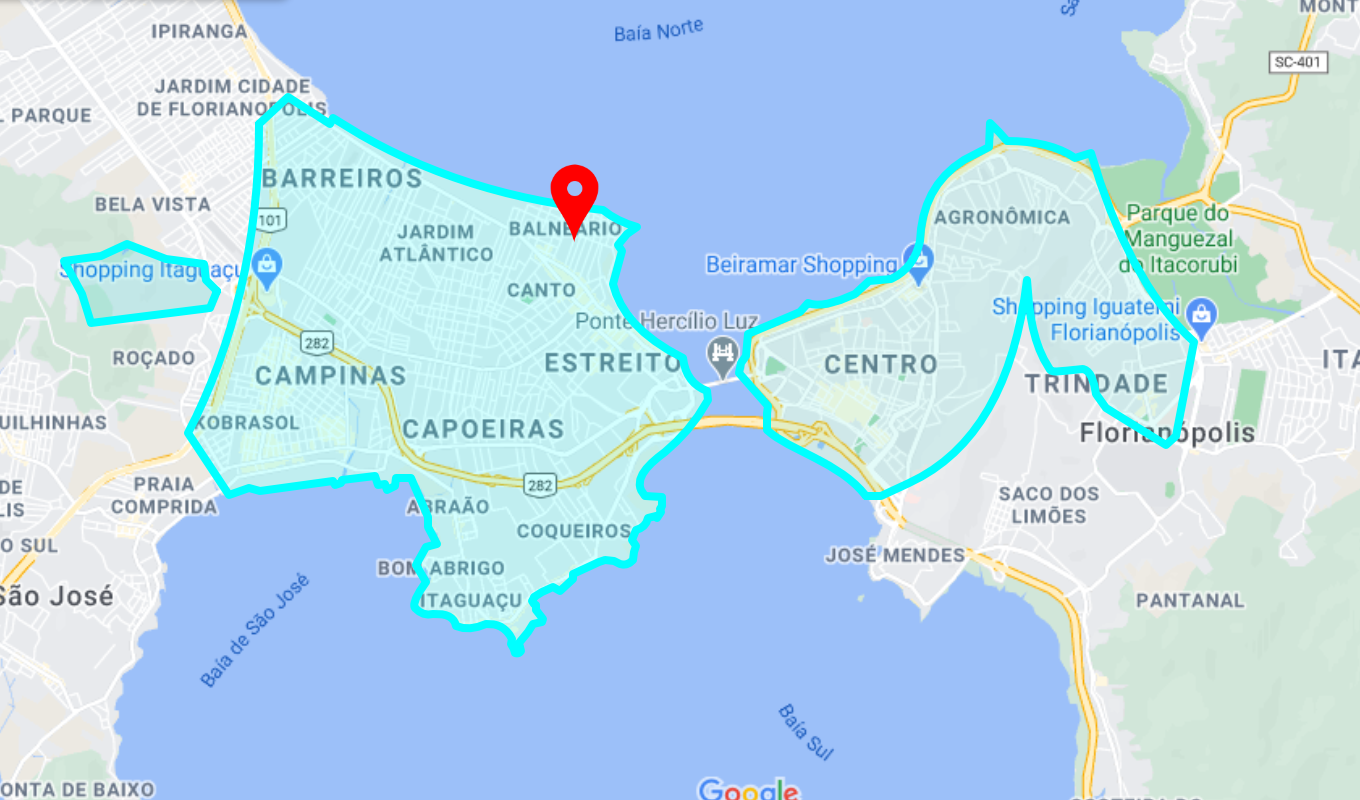 IPIRANGA
Baía Norte
MONT
SC-401
JARDIM CIDADE
DE FLORIANÓPOLIS
PARQUE
BARREIROS
BELA VISTA
101
JARDIM
ATLÂNTICO
BALNEÁRIO
AGRONÔMICA
Parque do
Manguezal
do Itacorubi
Shopping Itaguaçu
Beiramar Shopping
CANTO
Ponte Hercílio Luz
Shopping Iguatemi
Florianópolis
282
ROÇADO
ESTREITO
CENTRO
ITA
CAMPINAS
TRINDADE
UILHINHAS
KOBRASOL
CAPOEIRAS
Florianópolis
PRAIA
COMPRIDA
282
DE
LIS
ABRAÃO
SACO DOS
LIMÕES
COQUEIROS
O SUL
BOM ABRIGO
JOSÉ MENDES
São José
ITAGUAÇU
PANTANAL
Baía de São José
Baía Sul
ONTA DE BAIXO
Google